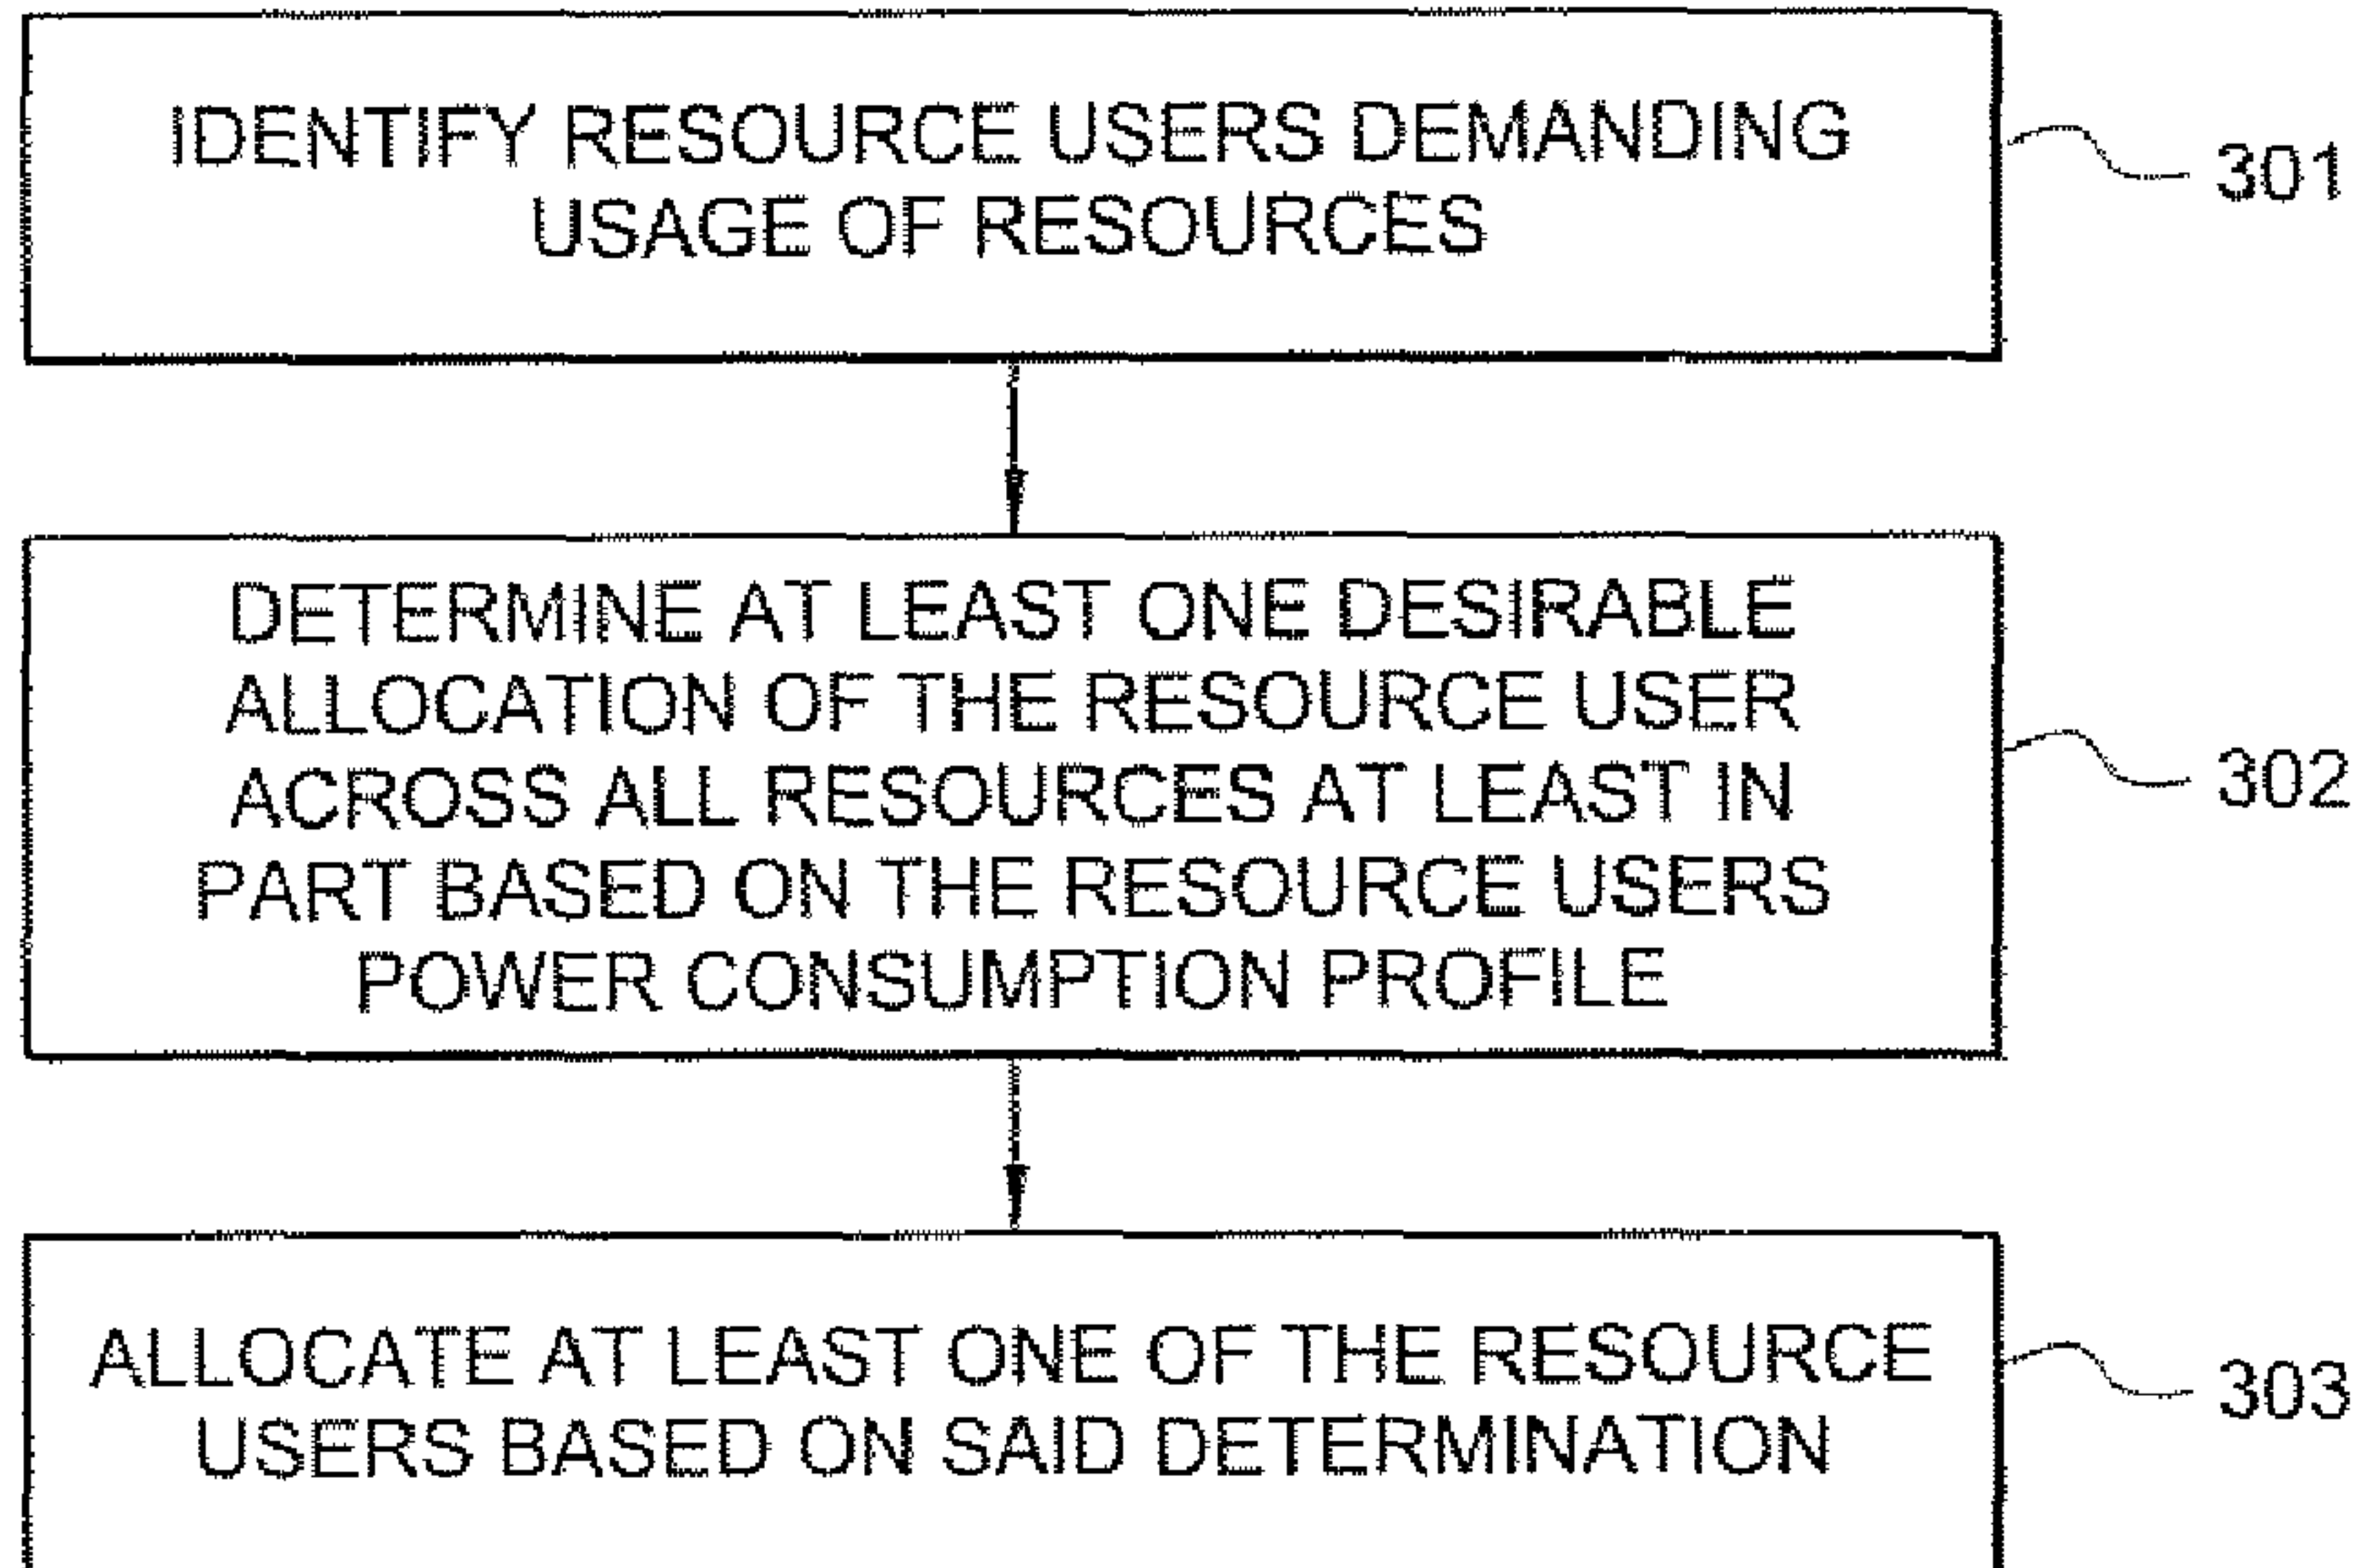 IDENTIFY RESOURCE USERS DEMANDING
USAGE OF RESOURCES
301
DETERMINE AT LEAST ONE DESIRABLE
ALLOCATION OF THE RESOURCE USER
ACROSS ALL RESOURCES AT LEAST IN
PART BASED ON THE RESOURCE USERS
POWER CONSUMPTION PROFILE
302
ALLOCATE AT LEAST ONE OF THE RESOURCE
USERS BASED ON SAID DETERMINATION
303